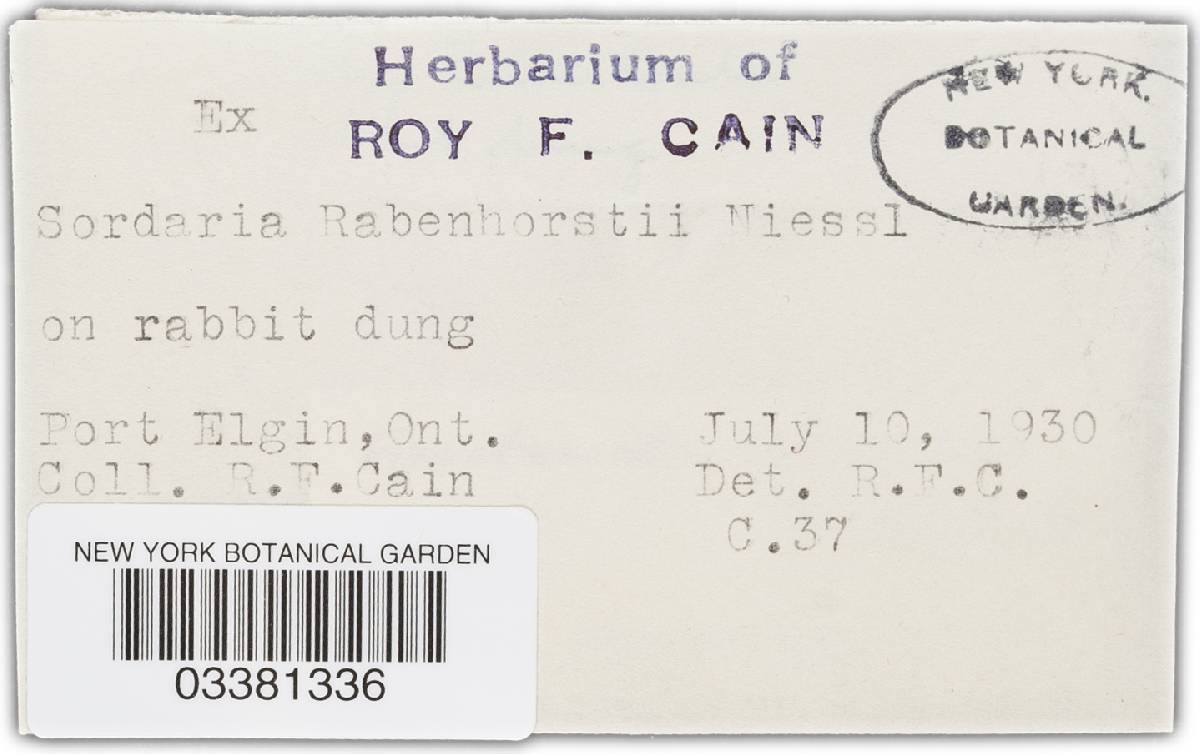 Herbarium of
Ex ROY F. CAIN
NEW YORK.
BOTANICAL
GARDEN.
Sordaria Rabenhorstii Niessl
on rabbit dung
Port Elgin, Ont. July 10, 1930
Coll. R.F.Cain Det. R.F.C.
C.37
NEW YORK BOTANICAL GARDEN
03381336